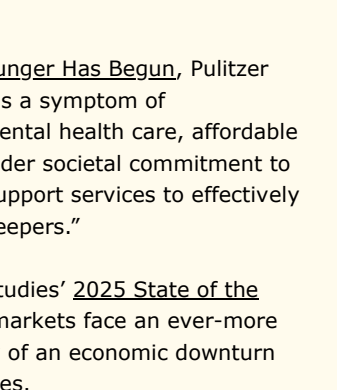 unger Has Begun, Pulitzer
s a symptom of
ental health care, affordable
der societal commitment to
upport services to effectively
eepers.”
tudies’ 2025 State of the
markets face an ever-more
of an economic downturn
es.